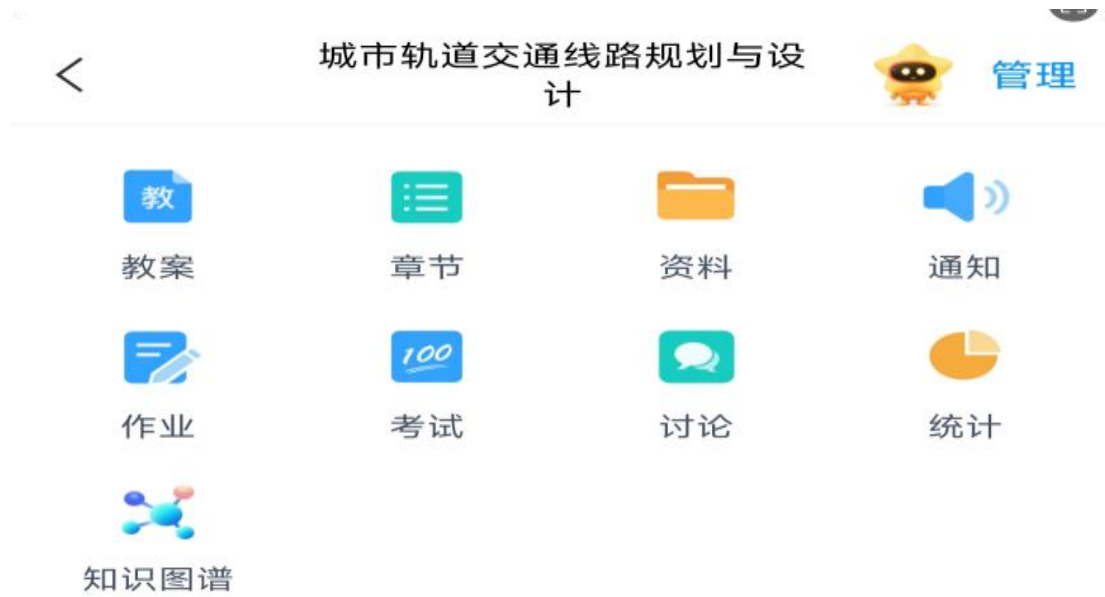 城市轨道交通线路规划与设
计
管理
教
教案
章节
资料
通知
100
作业
考试
讨论
统计
知识图谱